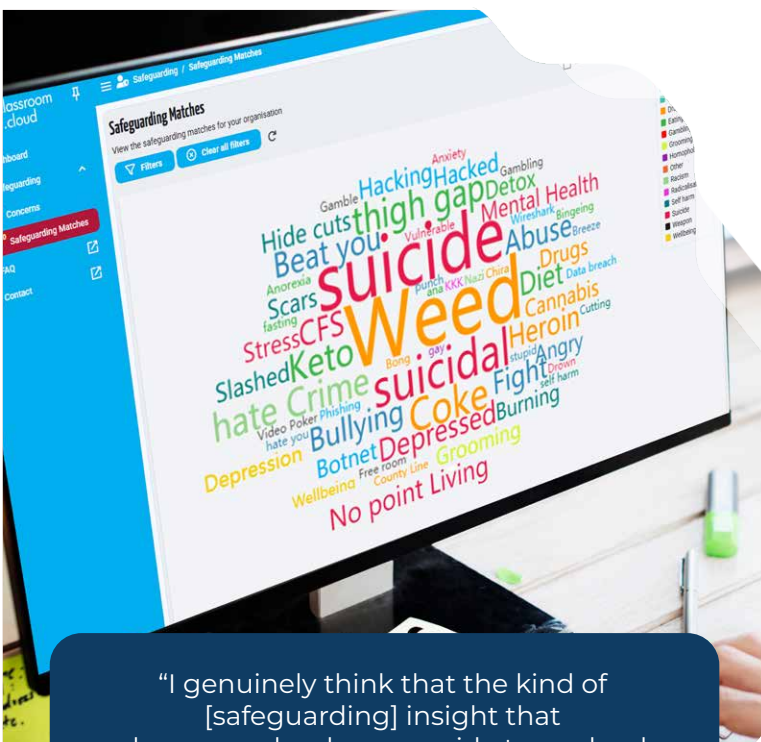 classroom
.cloud
Safeguarding / Safeguarding Matches
Safeguarding Matches
View the safeguarding matches for your organisation
Filters
Clear all filters
Concerns
Safeguarding Matches
FAQ
Contact
Anxiety
Gamble
Hacking
Hacked
Gambling
Hide cuts
thigh gap
Detox
Mental Health
Beat you
suicide
Vulnerable
Wireshark
Bingeing
Abuse
Breeze
Anorexia
Scars
punch
ana
KKK
Nazi
China
Drugs
fasting
Stress
CFS
Weed
Diet
Data breach
Cannabis
Cutting
Slashed
Keto
Bong
gay
Heroin
stupid
Angry
Drown
hate Crime
suicidal
Fight
self harm
Video Poker
Phishing
hate you
Bullying
Coke
Burning
Depression
Botnet
Depressed
Free room
Grooming
Wellbeing
County Line
No point Living
Gambling
Grooming
Other
Racism
Self harm
Suicide
Weapon
Wellbeing
“I genuinely think that the kind of
[safeguarding] insight that